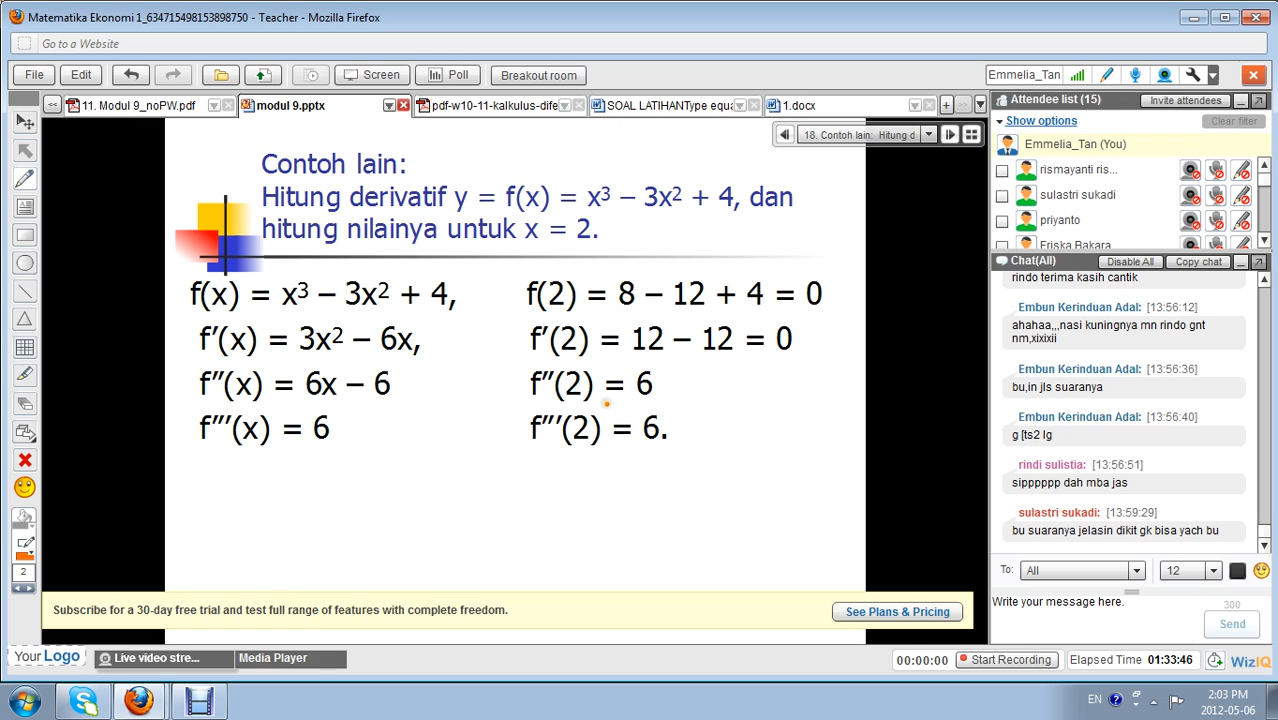 Matematika Ekonomi 1_634715498153898750 - Teacher - Mozilla Firefox
Go to a Website
File Edit Screen Poll Breakout room Emmelia_Tan
<< 11. Modul 9_noPW.pdf modul 9.pptx pdf-w10-11-kalkulus-dife SOAL LATIHANType equa 1.docx + >>
18. Contoh lain: Hitung d
Contoh lain:
Hitung derivatif y = f(x) = x³ – 3x² + 4, dan
hitung nilainya untuk x = 2.
f(x) = x³ – 3x² + 4, f(2) = 8 – 12 + 4 = 0
f′(x) = 3x² – 6x, f′(2) = 12 – 12 = 0
f″(x) = 6x – 6 f″(2) = 6
f″′(x) = 6 f″′(2) = 6.
2
Subscribe for a 30-day free trial and test full range of features with complete freedom. See Plans & Pricing
Attendee list (15) Invite attendees
Show options Clear filter
Emmelia_Tan (You)
rismayanti ris...
sulastri sukadi
priyanto
Friska Bakara
Chat(All) Disable All Copy chat
rindo terima kasih cantik
Embun Kerinduan Adal: [13:56:12]
ahahaa,,,nasi kuningnya mn rindo gnt
nm,xixixii
Embun Kerinduan Adal: [13:56:36]
bu,in jls suaranya
Embun Kerinduan Adal: [13:56:40]
g [ts2 lg
rindi sulistia: [13:56:51]
sipppppp dah mba jas
sulastri sukadi: [13:59:29]
bu suaranya jelasin dikit gk bisa yach bu
To: All 12
Write your message here.
300
Send
Your Logo Live video stre... Media Player 00:00:00 Start Recording Elapsed Time 01:33:46 WizIQ
EN 2:03 PM
2012-05-06